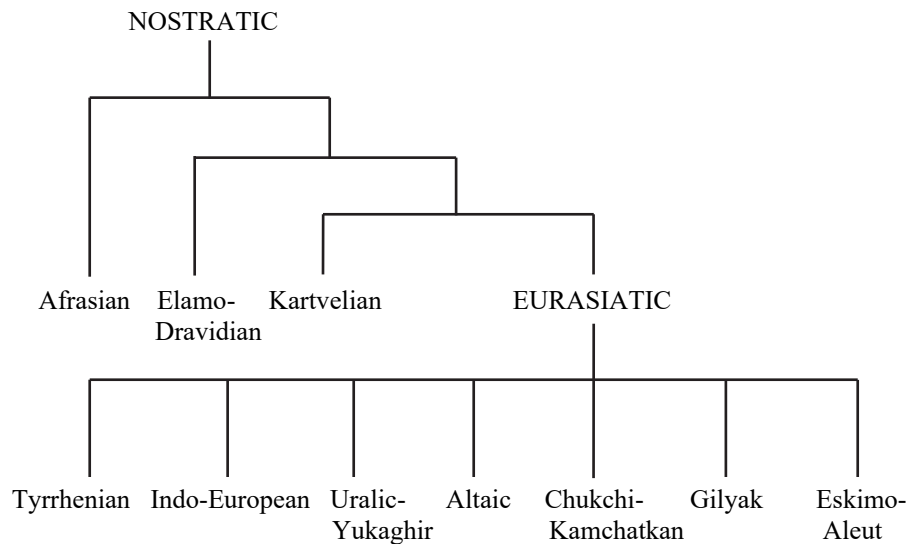 NOSTRATIC
Afrasian Elamo- Kartvelian EURASIATIC
Dravidian
Tyrrhenian Indo-European Uralic- Altaic Chukchi- Gilyak Eskimo-
Yukaghir Kamchatkan Aleut